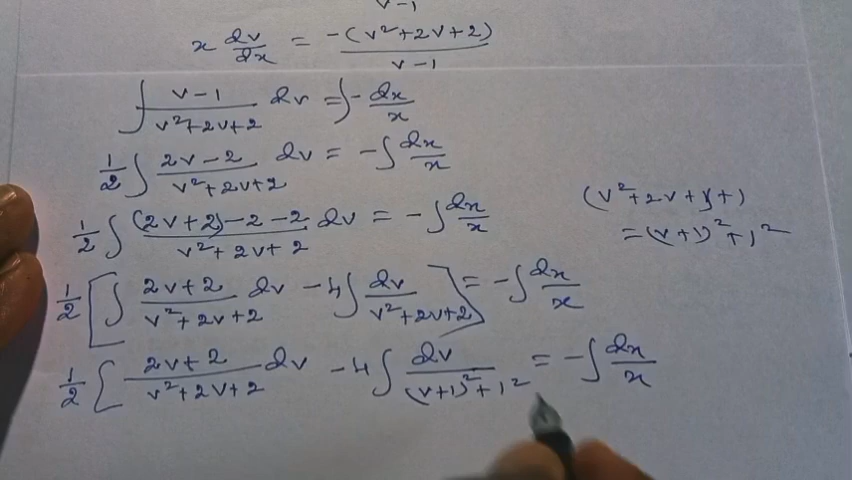 v-1
x dv/dx = -(v²+2v+2)/v-1
∫ v-1/v²+2v+2 dv = ∫ - dx/x
1/2 ∫ 2v-2/v²+2v+2 dv = -∫ dx/x
1/2 ∫ (2v+2)-2-2/v²+2v+2 dv = -∫ dx/x
(v²+2v+1+1)
=(v+1)²+1²
1/2 [∫ 2v+2/v²+2v+2 dv -4∫ dv/v²+2v+2] = -∫ dx/x
1/2 [ 2v+2/v²+2v+2 dv -4∫ dv/(v+1)²+1² = -∫ dx/x